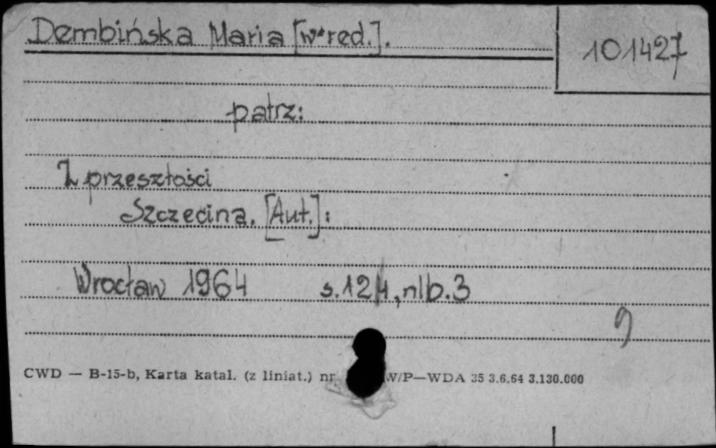 Dembińska Maria [w*red.].
101427
patrz:
Z przeszłości
Szczecina. [Aut.]:
Wrocław 1964 s. 124, nlb. 3
CWD — B-15-b, Karta katal. (z liniat.) nr W/P—WDA 35 3.6.64 3.130.000